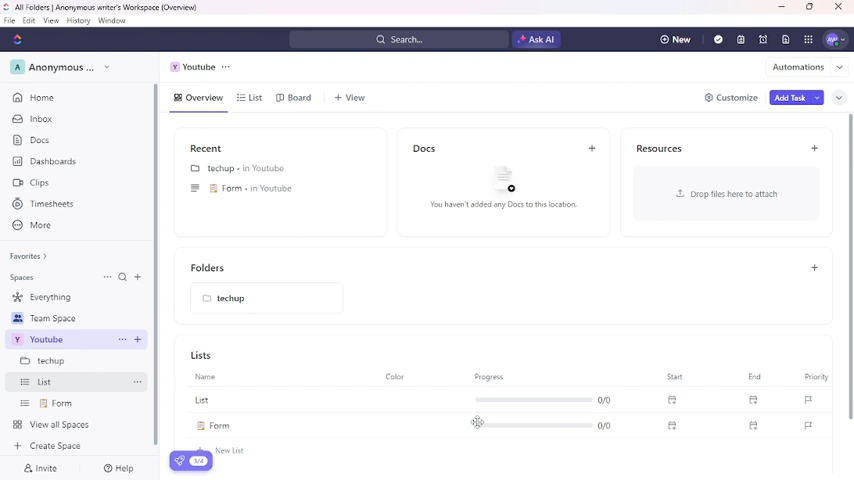 All Folders | Anonymous writer's Workspace (Overview)
File Edit View History Window
Search...
Ask AI
New
AW
A Anonymous ...
Y Youtube ...
Automations
Home
Inbox
Docs
Dashboards
Clips
Timesheets
More
Favorites >
Spaces
Everything
Team Space
Y Youtube
techup
List
Form
View all Spaces
Create Space
Invite
Help
Overview
List
Board
+ View
Customize
Add Task
Recent
techup • in Youtube
Form • in Youtube
Docs
You haven't added any Docs to this location.
Resources
Drop files here to attach
Folders
techup
Lists
Name Color Progress Start End Priority
List 0/0
Form 0/0
New List
3/4